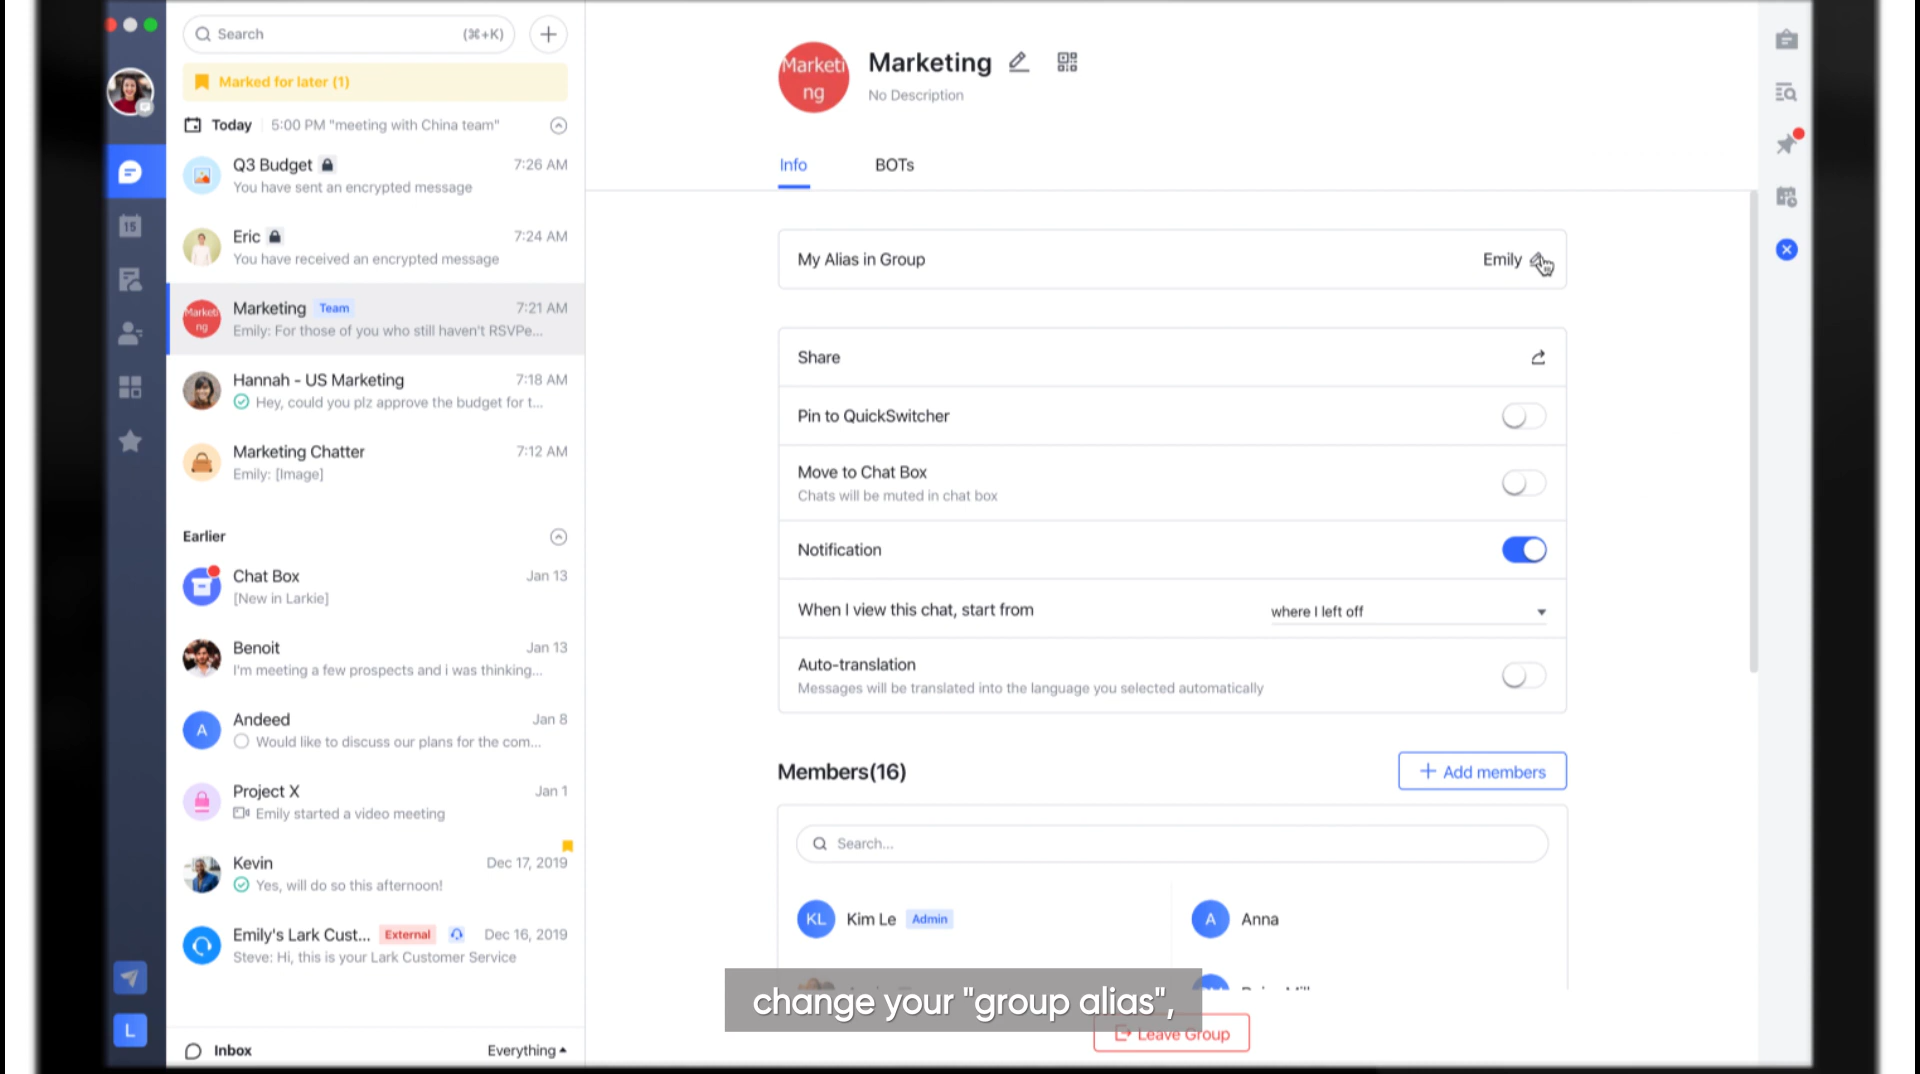 Search (⌘+K)
Marked for later (1)
Today 5:00 PM "meeting with China team"
Q3 Budget 7:26 AM
You have sent an encrypted message
15
Eric 7:24 AM
You have received an encrypted message
Marketing Team 7:21 AM
Emily: For those of you who still haven't RSVPe...
Marketi
ng
Hannah - US Marketing 7:18 AM
Hey, could you plz approve the budget for t...
Marketing Chatter 7:12 AM
Emily: [Image]
Earlier
Chat Box Jan 13
[New in Larkie]
Benoit Jan 13
I'm meeting a few prospects and i was thinking...
A
Andeed Jan 8
Would like to discuss our plans for the com...
Project X Jan 1
Emily started a video meeting
Kevin Dec 17, 2019
Yes, will do so this afternoon!
Emily's Lark Cust... External Dec 16, 2019
Steve: Hi, this is your Lark Customer Service
L
Inbox Everything
Marketi
ng
Marketing
No Description
Info BOTs
My Alias in Group Emily
Share
Pin to QuickSwitcher
Move to Chat Box
Chats will be muted in chat box
Notification
When I view this chat, start from where I left off
Auto-translation
Messages will be translated into the language you selected automatically
Members(16) + Add members
Search...
KL Kim Le Admin A Anna
change your "group alias",
Leave Group